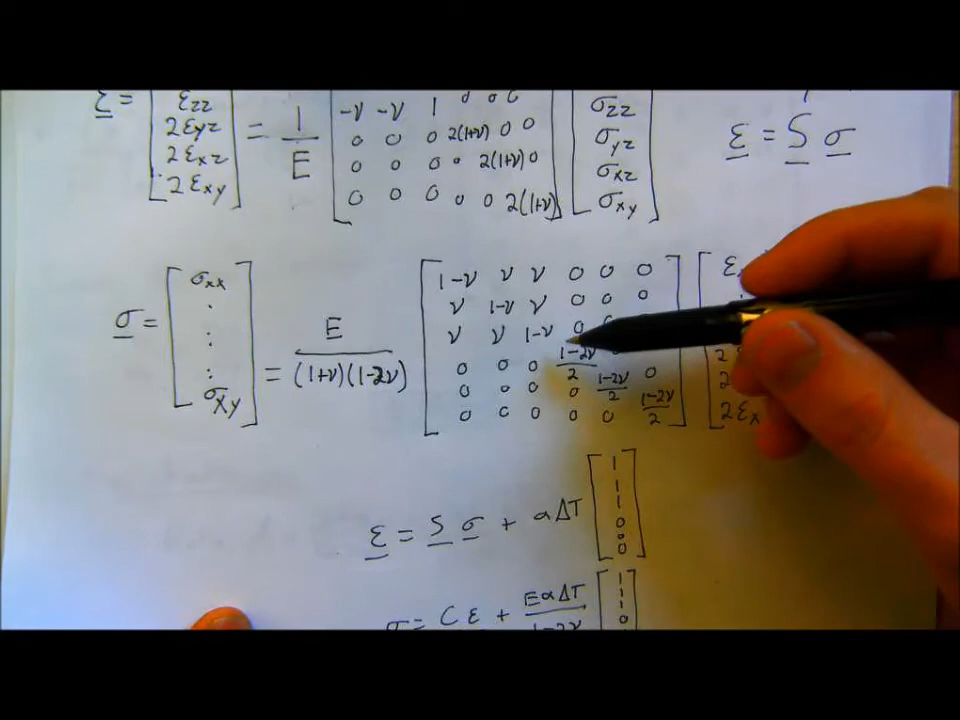 ε = [εzz 2εyz 2εxz 2εxy] = 1/E [-ν -ν 1 0 0 0
0 0 0 2(1+ν) 0 0
0 0 0 0 2(1+ν) 0
0 0 0 0 0 2(1+ν)] [σzz σyz σxz σxy]
ε = S σ
σ = [σxx : : : σxy] = E/(1+ν)(1-2ν) [1-ν ν ν 0 0 0
ν 1-ν ν 0 0 0
ν ν 1-ν 0
0 0 0 1-2ν/2
0 0 0 0 1-2ν/2 0
0 0 0 0 0 1-2ν/2] [ε 2 2 2εx
ε = S σ + αΔT [1 1 1 0 0 0]
σ = C ε + EαΔT/1-2ν [1 1 1 0